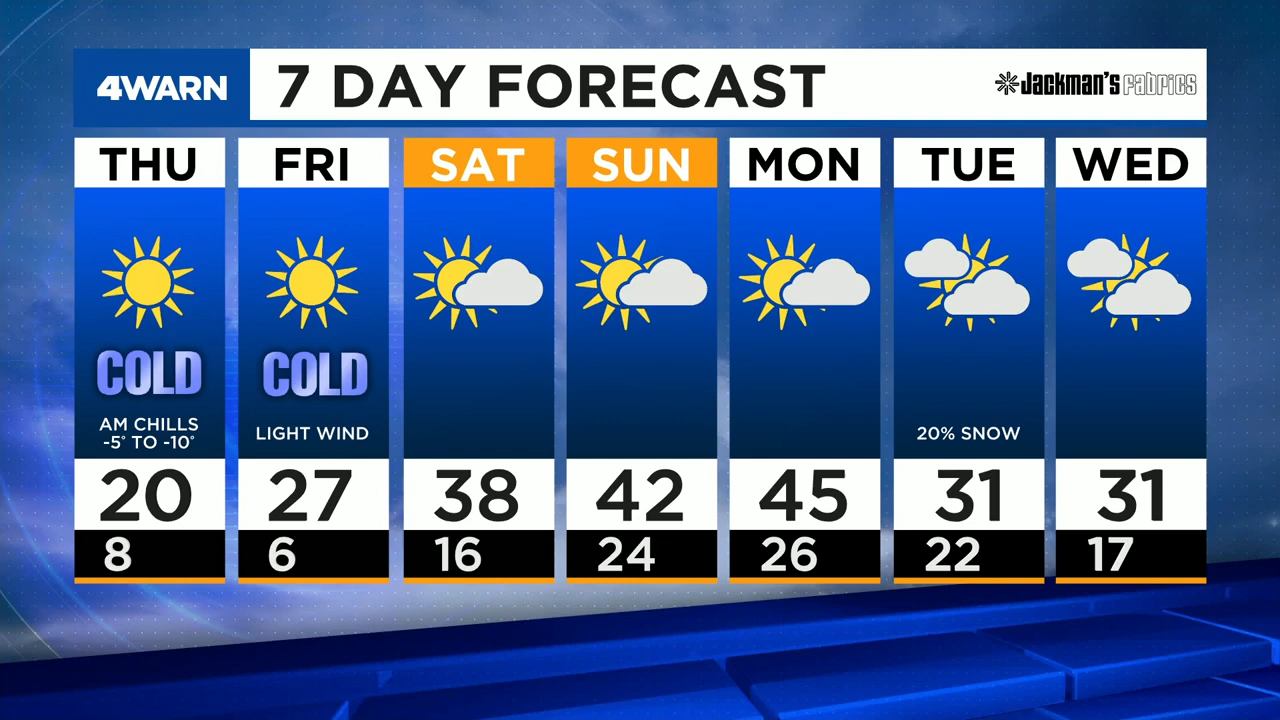 4WARN 7 DAY FORECAST Jackman's Fabrics
THU FRI SAT SUN MON TUE WED
COLD COLD
AM CHILLS
-5° TO -10°
LIGHT WIND
20% SNOW
20 27 38 42 45 31 31
8 6 16 24 26 22 17